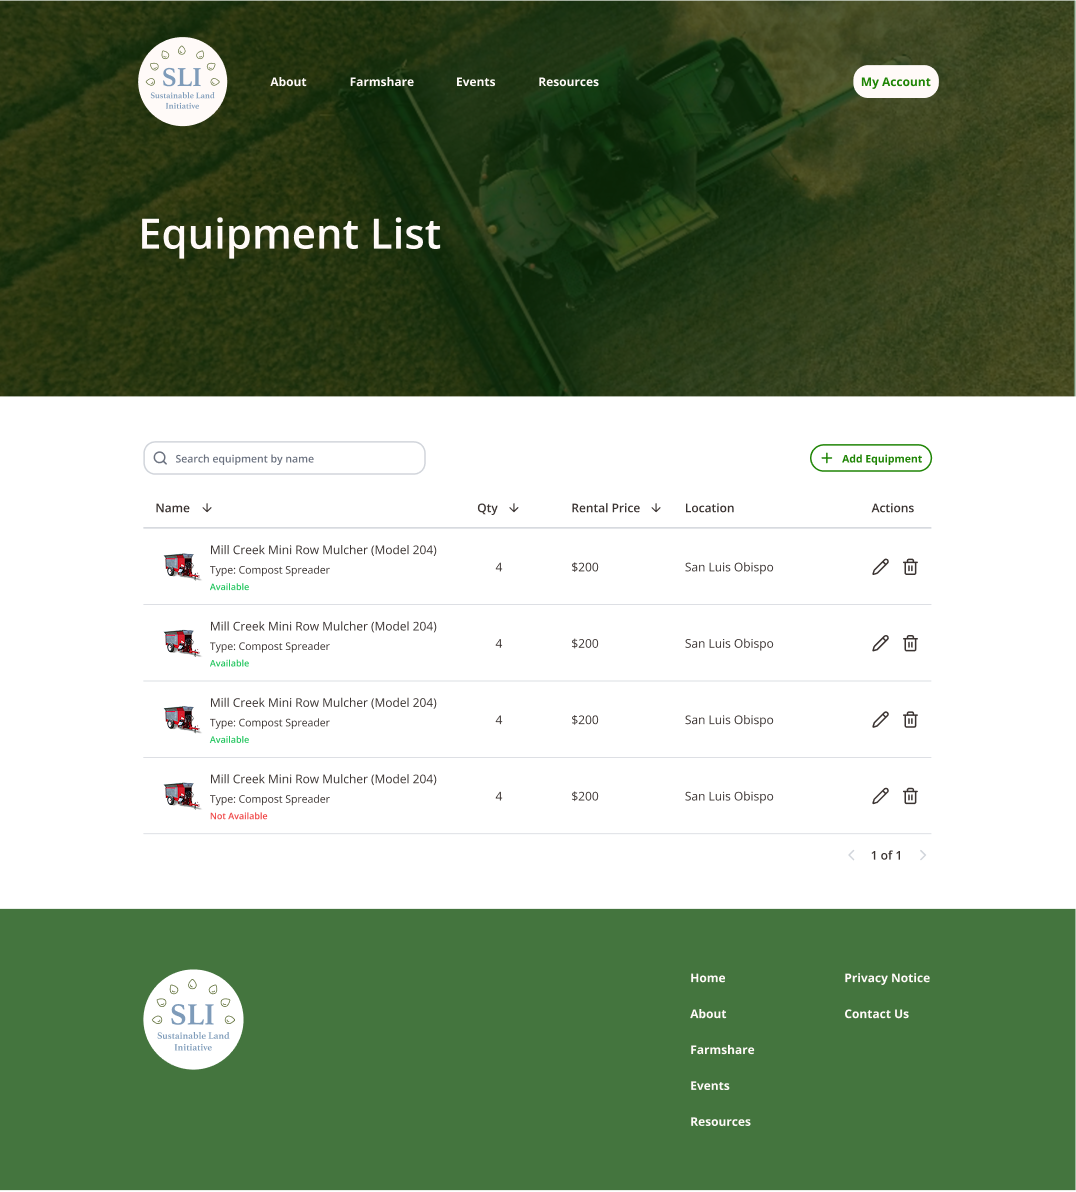 SLI
Sustainable Land
Initiative
About
Farmshare
Events
Resources
My Account
Equipment List
Search equipment by name
Add Equipment
Name
Qty
Rental Price
Location
Actions
Mill Creek Mini Row Mulcher (Model 204)
Type: Compost Spreader
Available
4
$200
San Luis Obispo
Mill Creek Mini Row Mulcher (Model 204)
Type: Compost Spreader
Available
4
$200
San Luis Obispo
Mill Creek Mini Row Mulcher (Model 204)
Type: Compost Spreader
Available
4
$200
San Luis Obispo
Mill Creek Mini Row Mulcher (Model 204)
Type: Compost Spreader
Not Available
4
$200
San Luis Obispo
1 of 1
SLI
Sustainable Land
Initiative
Home
About
Farmshare
Events
Resources
Privacy Notice
Contact Us